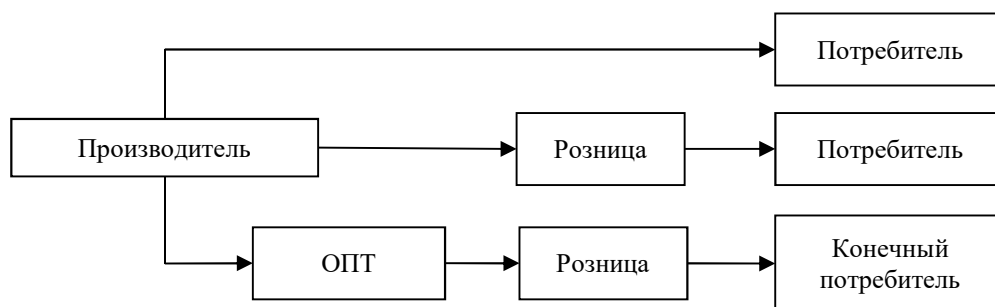 Потребитель
Производитель
Розница
Потребитель
ОПТ
Розница
Конечный
потребитель